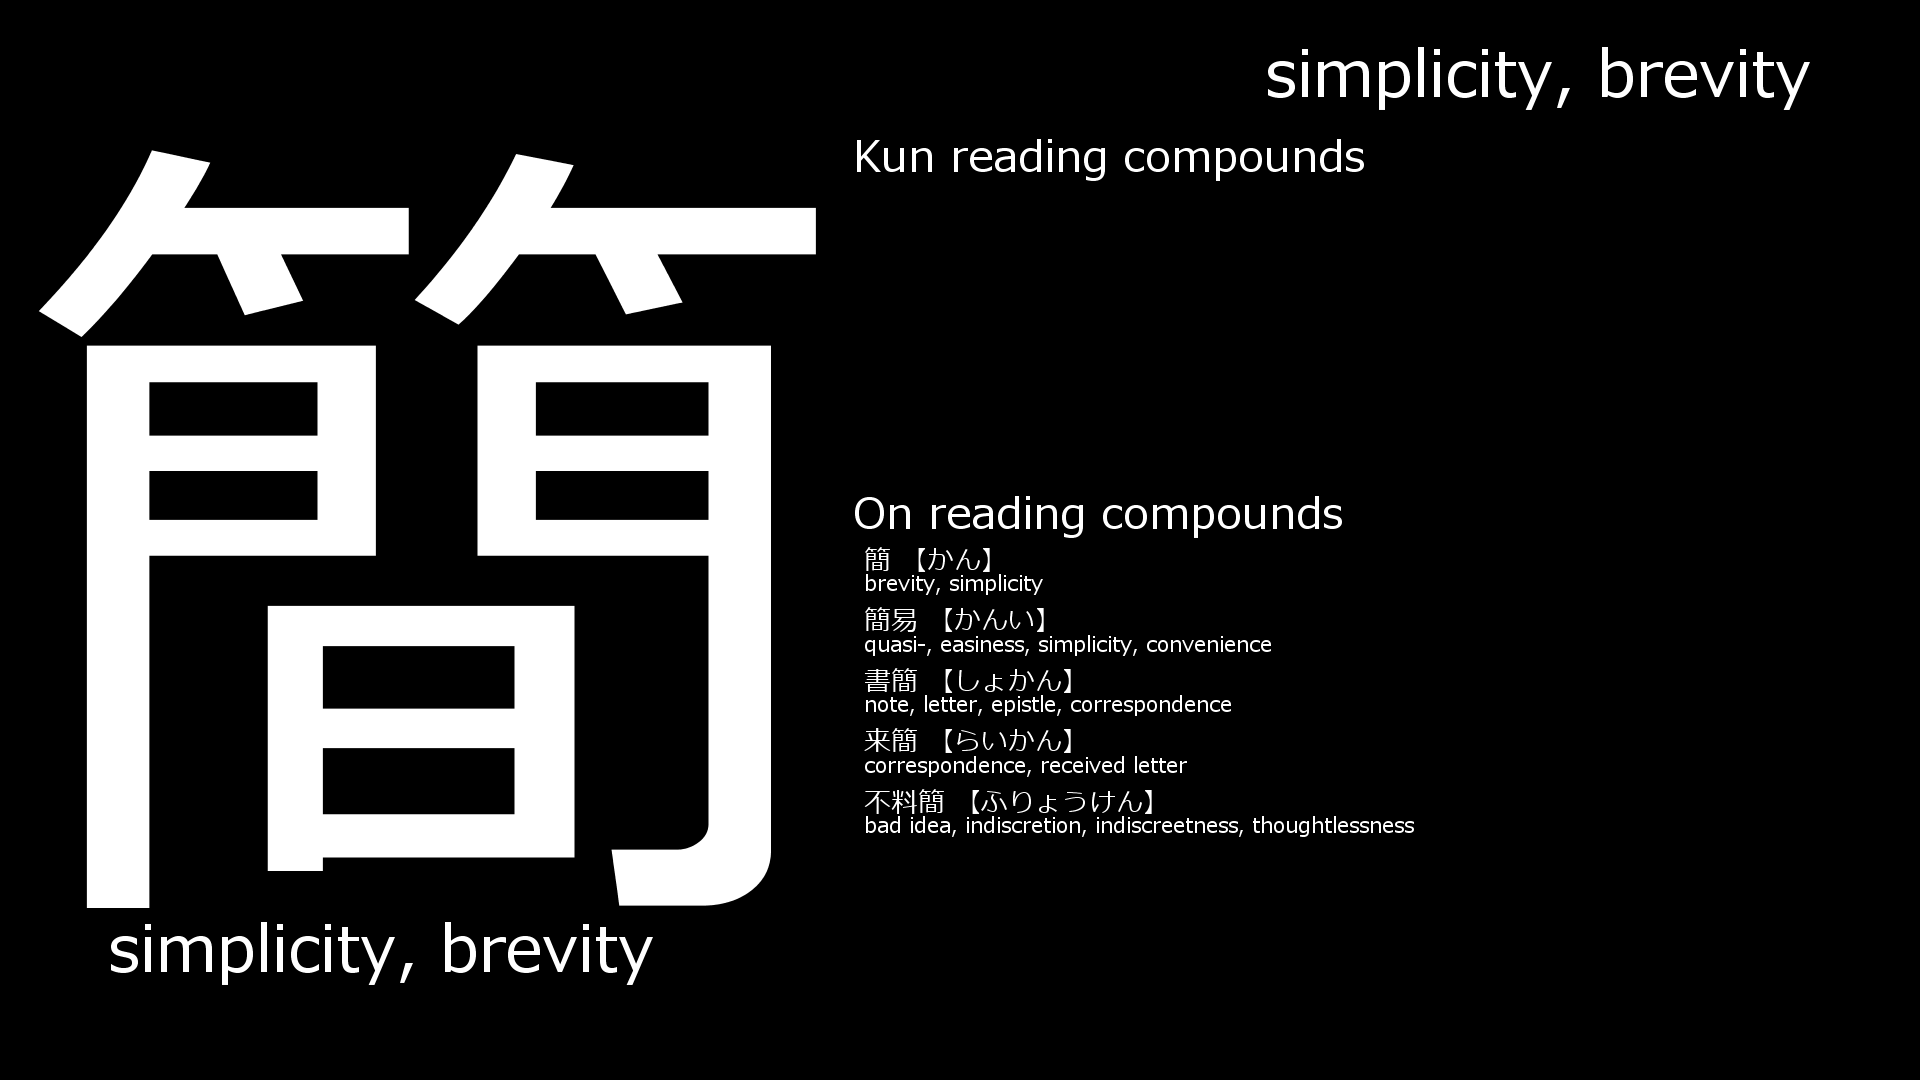 simplicity, brevity
簡
simplicity, brevity
Kun reading compounds
On reading compounds
簡 【かん】
brevity, simplicity
簡易 【かんい】
quasi-, easiness, simplicity, convenience
書簡 【しょかん】
note, letter, epistle, correspondence
来簡 【らいかん】
correspondence, received letter
不料簡 【ふりょうけん】
bad idea, indiscretion, indiscreetness, thoughtlessness